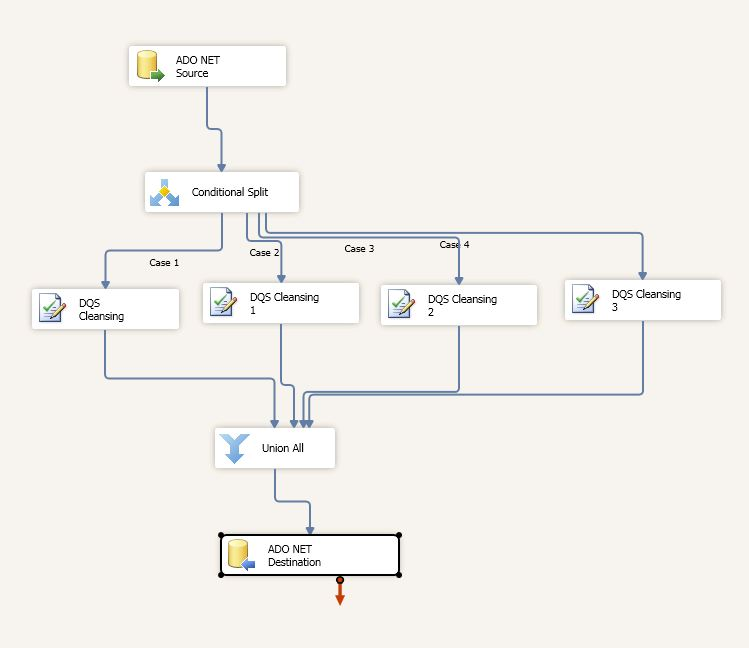 ADO NET
Source
Conditional Split
Case 1
Case 2
Case 3
Case 4
DQS
Cleansing
DQS Cleansing
1
DQS Cleansing
2
DQS Cleansing
3
Union All
ADO NET
Destination